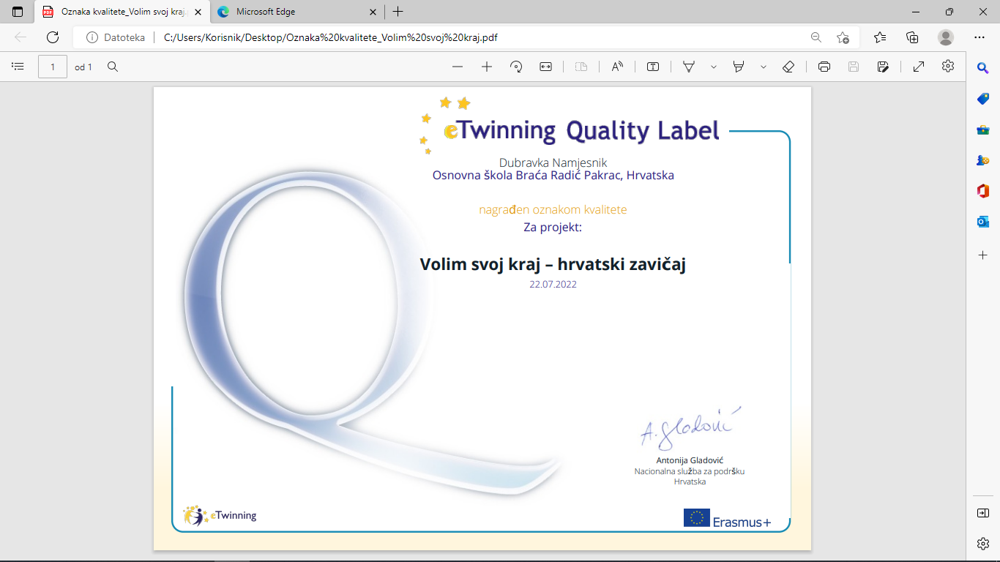 Oznaka kvalitete_Volim svoj kraj.p
Microsoft Edge
Datoteka
C:/Users/Korisnik/Desktop/Oznaka%20kvalitete_Volim%20svoj%20kraj.pdf
1
od 1
eTwinning Quality Label
Dubravka Namjesnik
Osnovna škola Braća Radić Pakrac, Hrvatska
nagrađen oznakom kvalitete
Za projekt:
Volim svoj kraj – hrvatski zavičaj
22.07.2022
A. Gladović
Antonija Gladović
Nacionalna služba za podršku
Hrvatska
eTwinning
Erasmus+